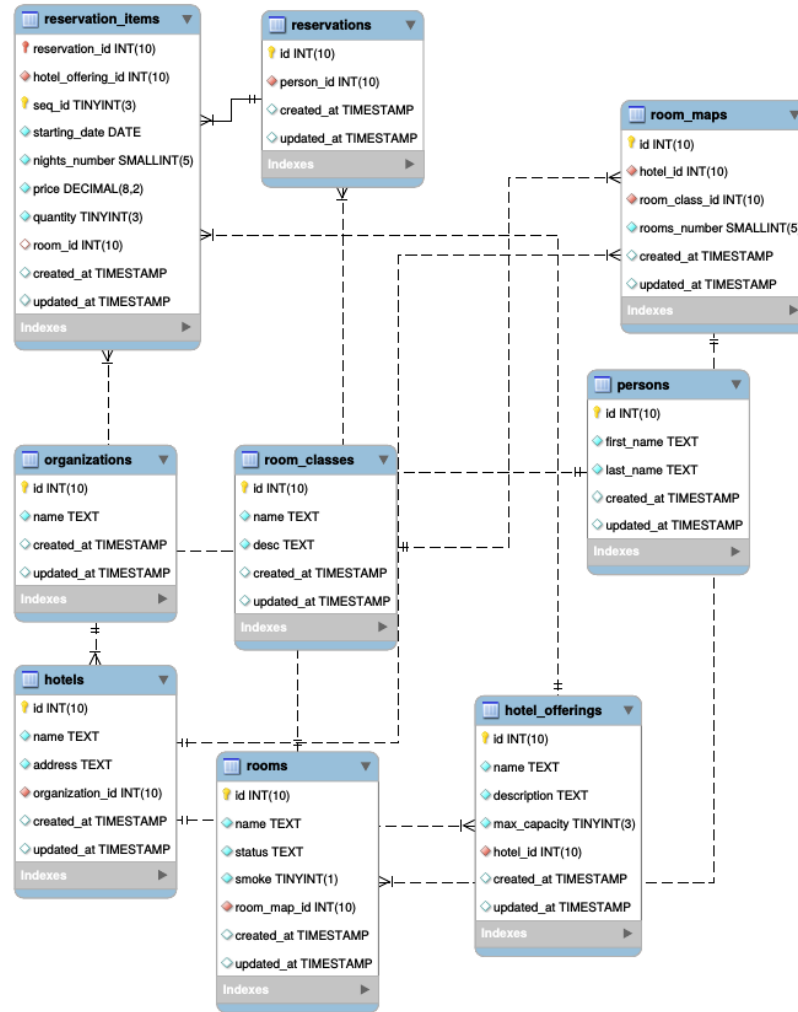 reservation_items
reservation_id INT(10)
hotel_offering_id INT(10)
seq_id TINYINT(3)
starting_date DATE
nights_number SMALLINT(5)
price DECIMAL(8,2)
quantity TINYINT(3)
room_id INT(10)
created_at TIMESTAMP
updated_at TIMESTAMP
Indexes
reservations
id INT(10)
person_id INT(10)
created_at TIMESTAMP
updated_at TIMESTAMP
Indexes
room_maps
id INT(10)
hotel_id INT(10)
room_class_id INT(10)
rooms_number SMALLINT(5
created_at TIMESTAMP
updated_at TIMESTAMP
Indexes
persons
id INT(10)
first_name TEXT
last_name TEXT
created_at TIMESTAMP
updated_at TIMESTAMP
Indexes
organizations
id INT(10)
name TEXT
created_at TIMESTAMP
updated_at TIMESTAMP
Indexes
room_classes
id INT(10)
name TEXT
desc TEXT
created_at TIMESTAMP
updated_at TIMESTAMP
Indexes
hotels
id INT(10)
name TEXT
address TEXT
organization_id INT(10)
created_at TIMESTAMP
updated_at TIMESTAMP
Indexes
rooms
id INT(10)
name TEXT
status TEXT
smoke TINYINT(1)
room_map_id INT(10)
created_at TIMESTAMP
updated_at TIMESTAMP
Indexes
hotel_offerings
id INT(10)
name TEXT
description TEXT
max_capacity TINYINT(3)
hotel_id INT(10)
created_at TIMESTAMP
updated_at TIMESTAMP
Indexes